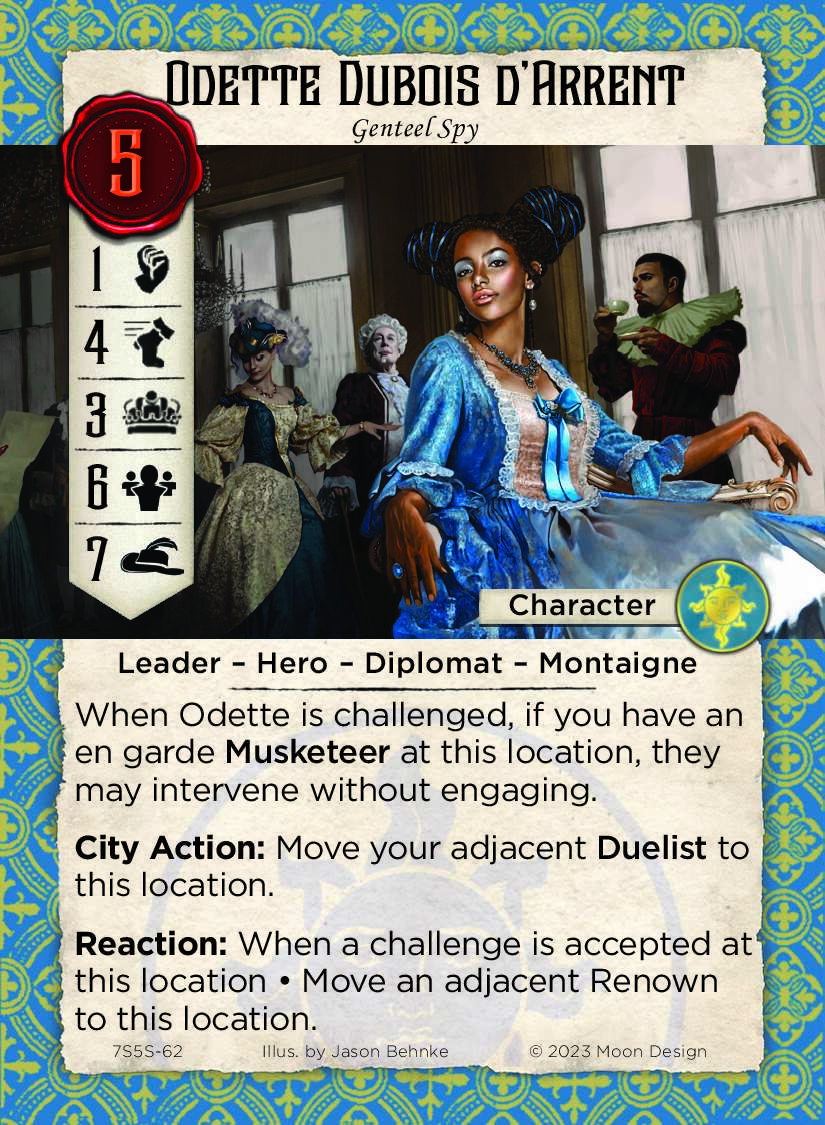 Odette Dubois d'Arrent
Genteel Spy
5
1
4
3
6
7
Character
Leader – Hero – Diplomat – Montaigne
When Odette is challenged, if you have an
en garde Musketeer at this location, they
may intervene without engaging.
City Action: Move your adjacent Duelist to
this location.
Reaction: When a challenge is accepted at
this location • Move an adjacent Renown
to this location.
7S5S-62 Illus. by Jason Behnke © 2023 Moon Design